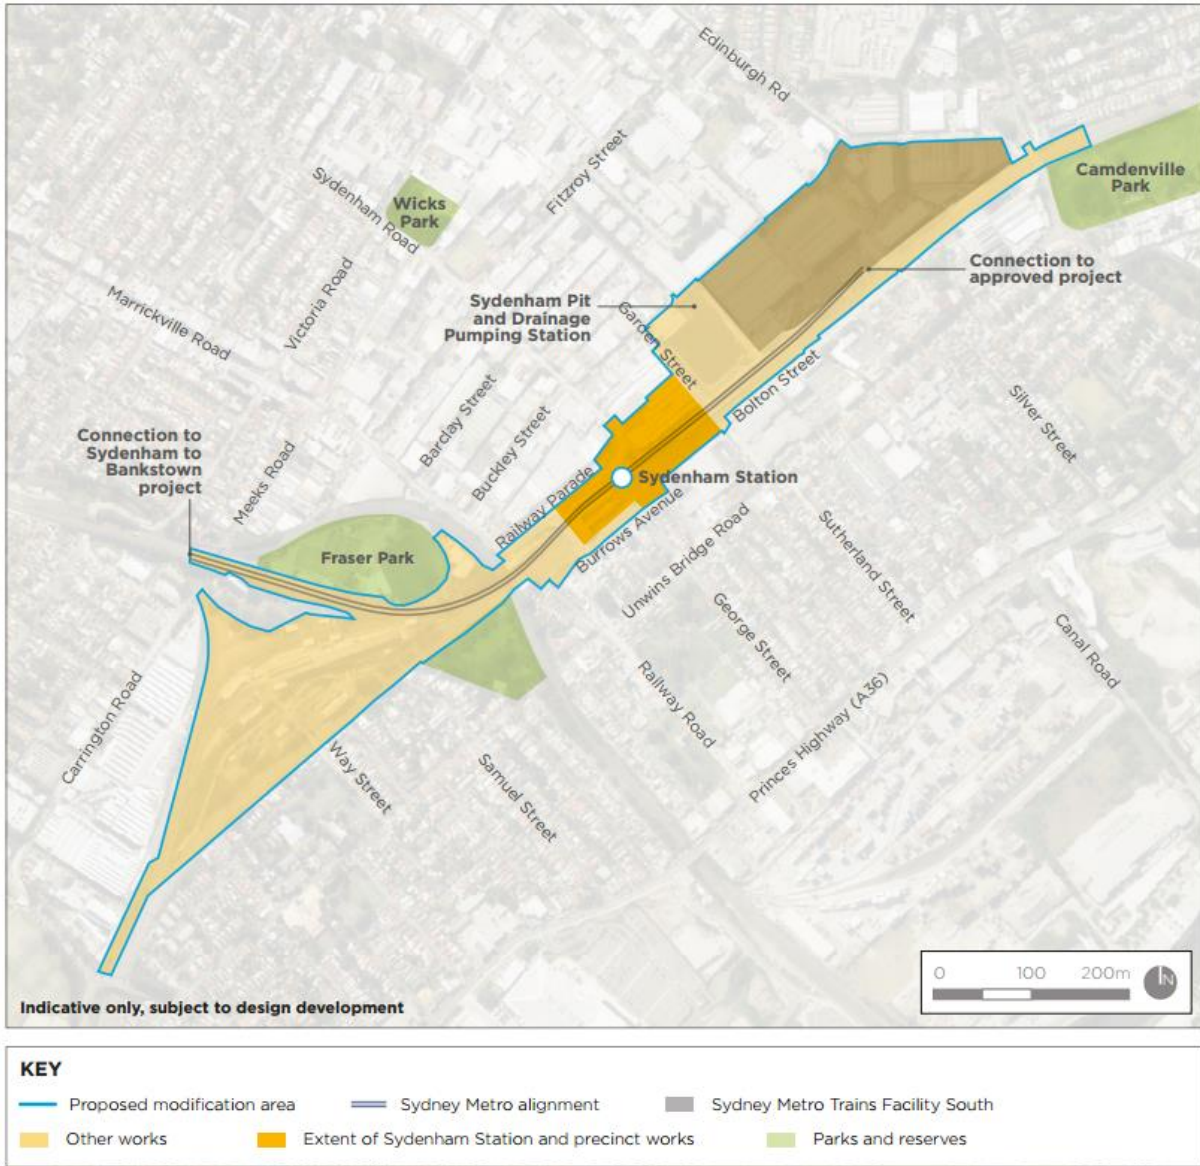 Edinburgh Rd
Fitzroy Street
Camdenville
Park
Sydenham Road
Wicks
Park
Connection to
approved project
Victoria Road
Marrickville Road
Sydenham Pit
and Drainage
Pumping Station
Garden Street
Bolton Street
Silver Street
Barclay Street
Buckley Street
Connection to
Sydenham to
Bankstown
project
Meeks Road
Sydenham Station
Railway Parade
Burrows Avenue
Unwins Bridge Road
Sutherland Street
Fraser Park
George Street
Canal Road
Railway Road
Princes Highway (A36)
Carrington Road
Way Street
Samuel Street
0 100 200m
N
Indicative only, subject to design development
KEY
Proposed modification area
Sydney Metro alignment
Sydney Metro Trains Facility South
Other works
Extent of Sydenham Station and precinct works
Parks and reserves